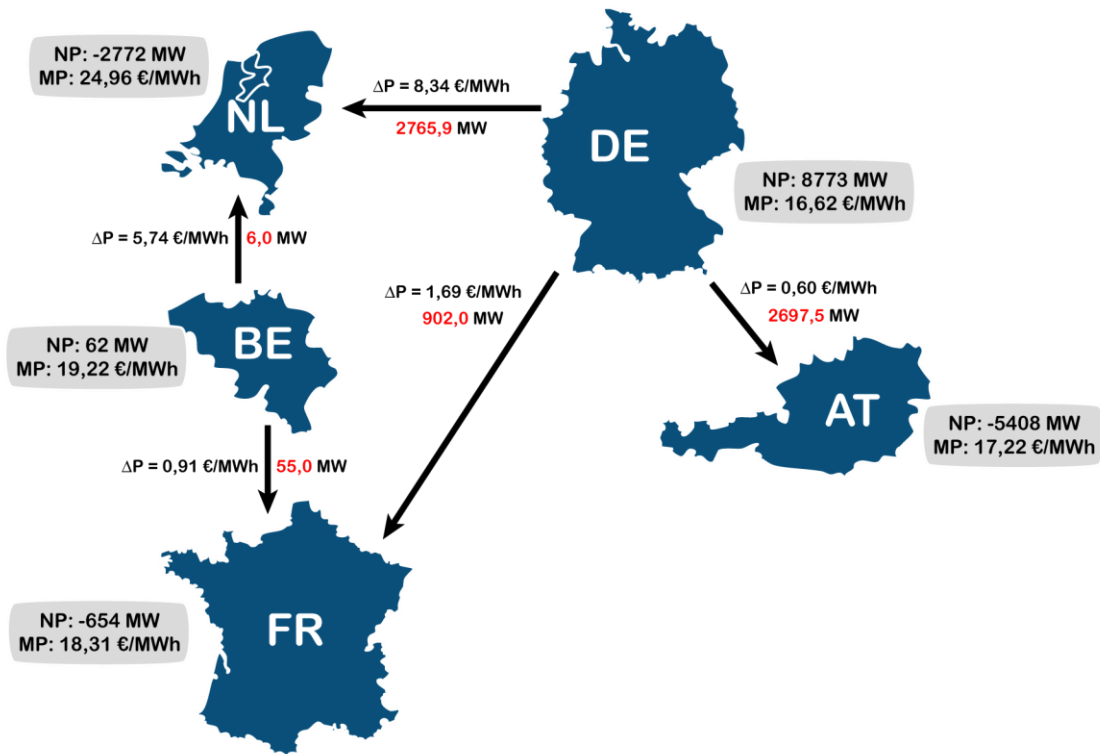 NP: -2772 MW
MP: 24,96 €/MWh
NL
ΔP = 8,34 €/MWh
2765,9 MW
DE
NP: 8773 MW
MP: 16,62 €/MWh
ΔP = 5,74 €/MWh
6,0 MW
ΔP = 1,69 €/MWh
902,0 MW
ΔP = 0,60 €/MWh
2697,5 MW
NP: 62 MW
MP: 19,22 €/MWh
BE
AT
NP: -5408 MW
MP: 17,22 €/MWh
ΔP = 0,91 €/MWh
55,0 MW
NP: -654 MW
MP: 18,31 €/MWh
FR